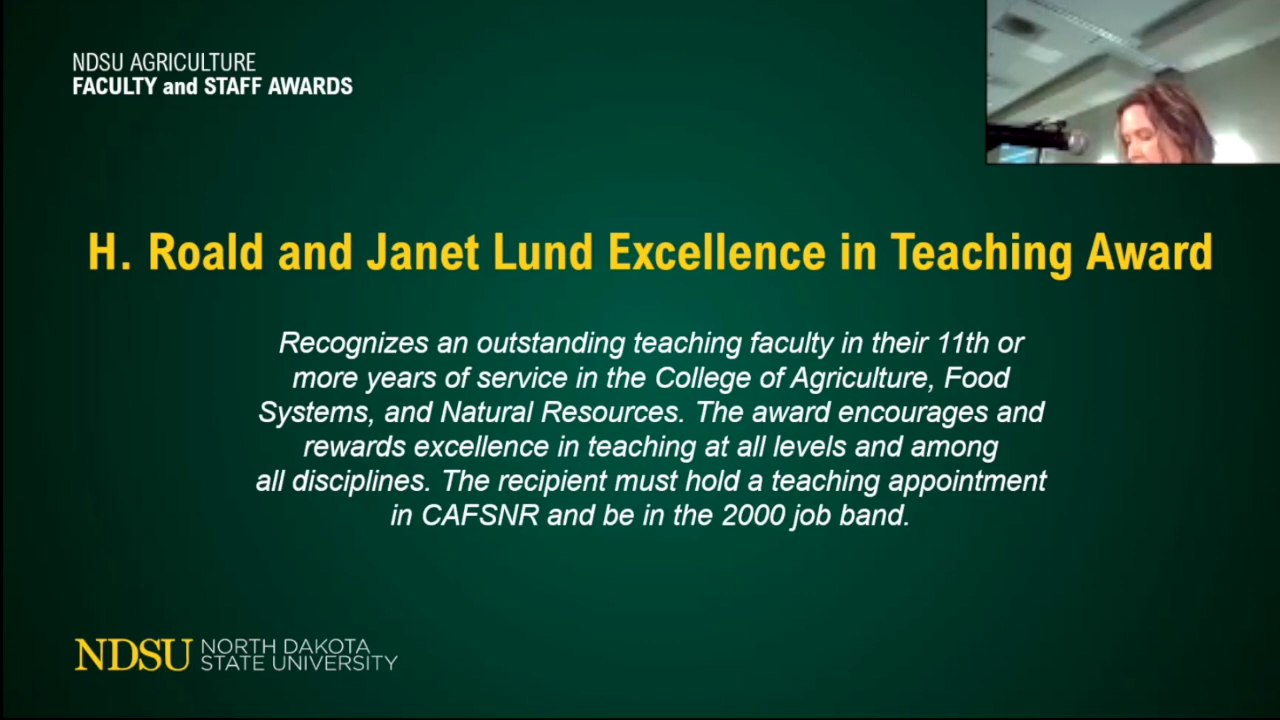 NDSU AGRICULTURE
FACULTY and STAFF AWARDS
H. Roald and Janet Lund Excellence in Teaching Award
Recognizes an outstanding teaching faculty in their 11th or
more years of service in the College of Agriculture, Food
Systems, and Natural Resources. The award encourages and
rewards excellence in teaching at all levels and among
all disciplines. The recipient must hold a teaching appointment
in CAFSNR and be in the 2000 job band.
NDSU NORTH DAKOTA
STATE UNIVERSITY